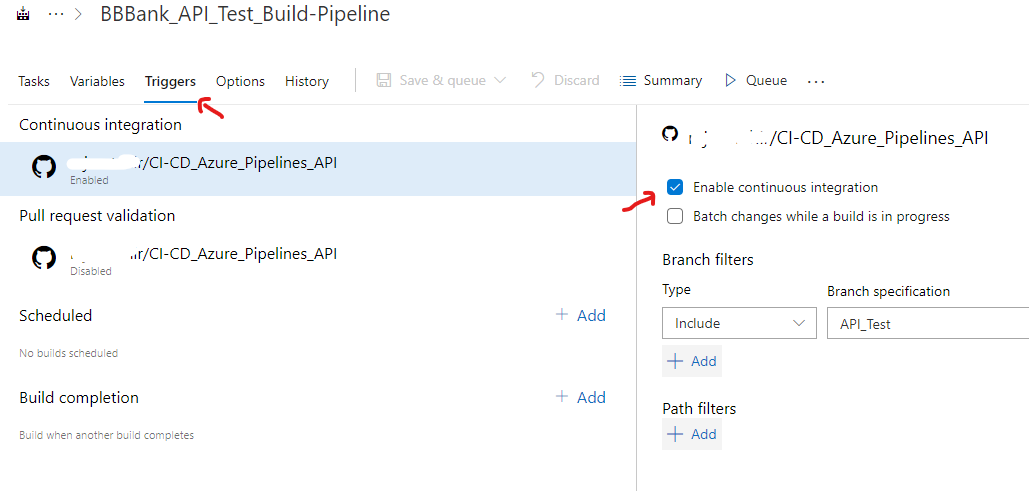 ··· > BBBank_API_Test_Build-Pipeline
Tasks Variables Triggers Options History Save & queue Discard Summary Queue ···
Continuous integration
/CI-CD_Azure_Pipelines_API
Enabled
Pull request validation
/CI-CD_Azure_Pipelines_API
Disabled
Scheduled
+ Add
No builds scheduled
Build completion
+ Add
Build when another build completes
/CI-CD_Azure_Pipelines_API
Enable continuous integration
Batch changes while a build is in progress
Branch filters
Type Branch specification
Include API_Test
+ Add
Path filters
+ Add